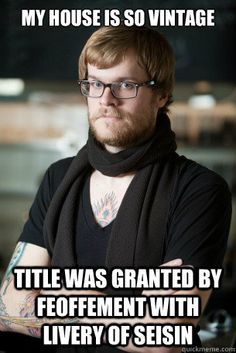 MY HOUSE IS SO VINTAGE
TITLE WAS GRANTED BY
FEOFFEMENT WITH
LIVERY OF SEISIN
quickmeme.com